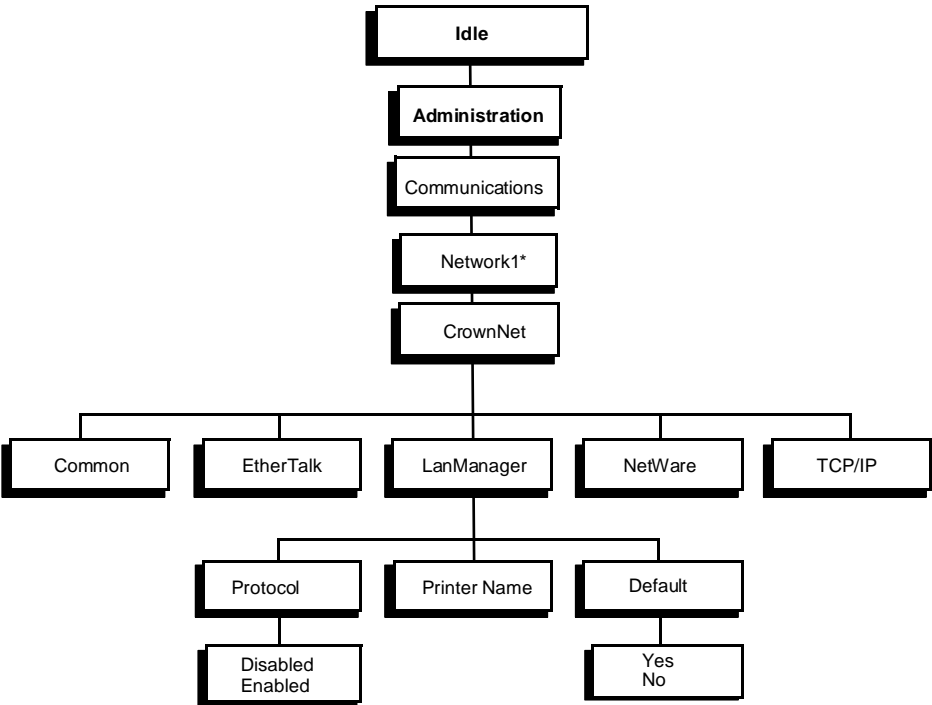 Idle
Administration
Communications
Network1*
CrownNet
Common
EtherTalk
LanManager
NetWare
TCP/IP
Protocol
Printer Name
Default
Disabled
Enabled
Yes
No